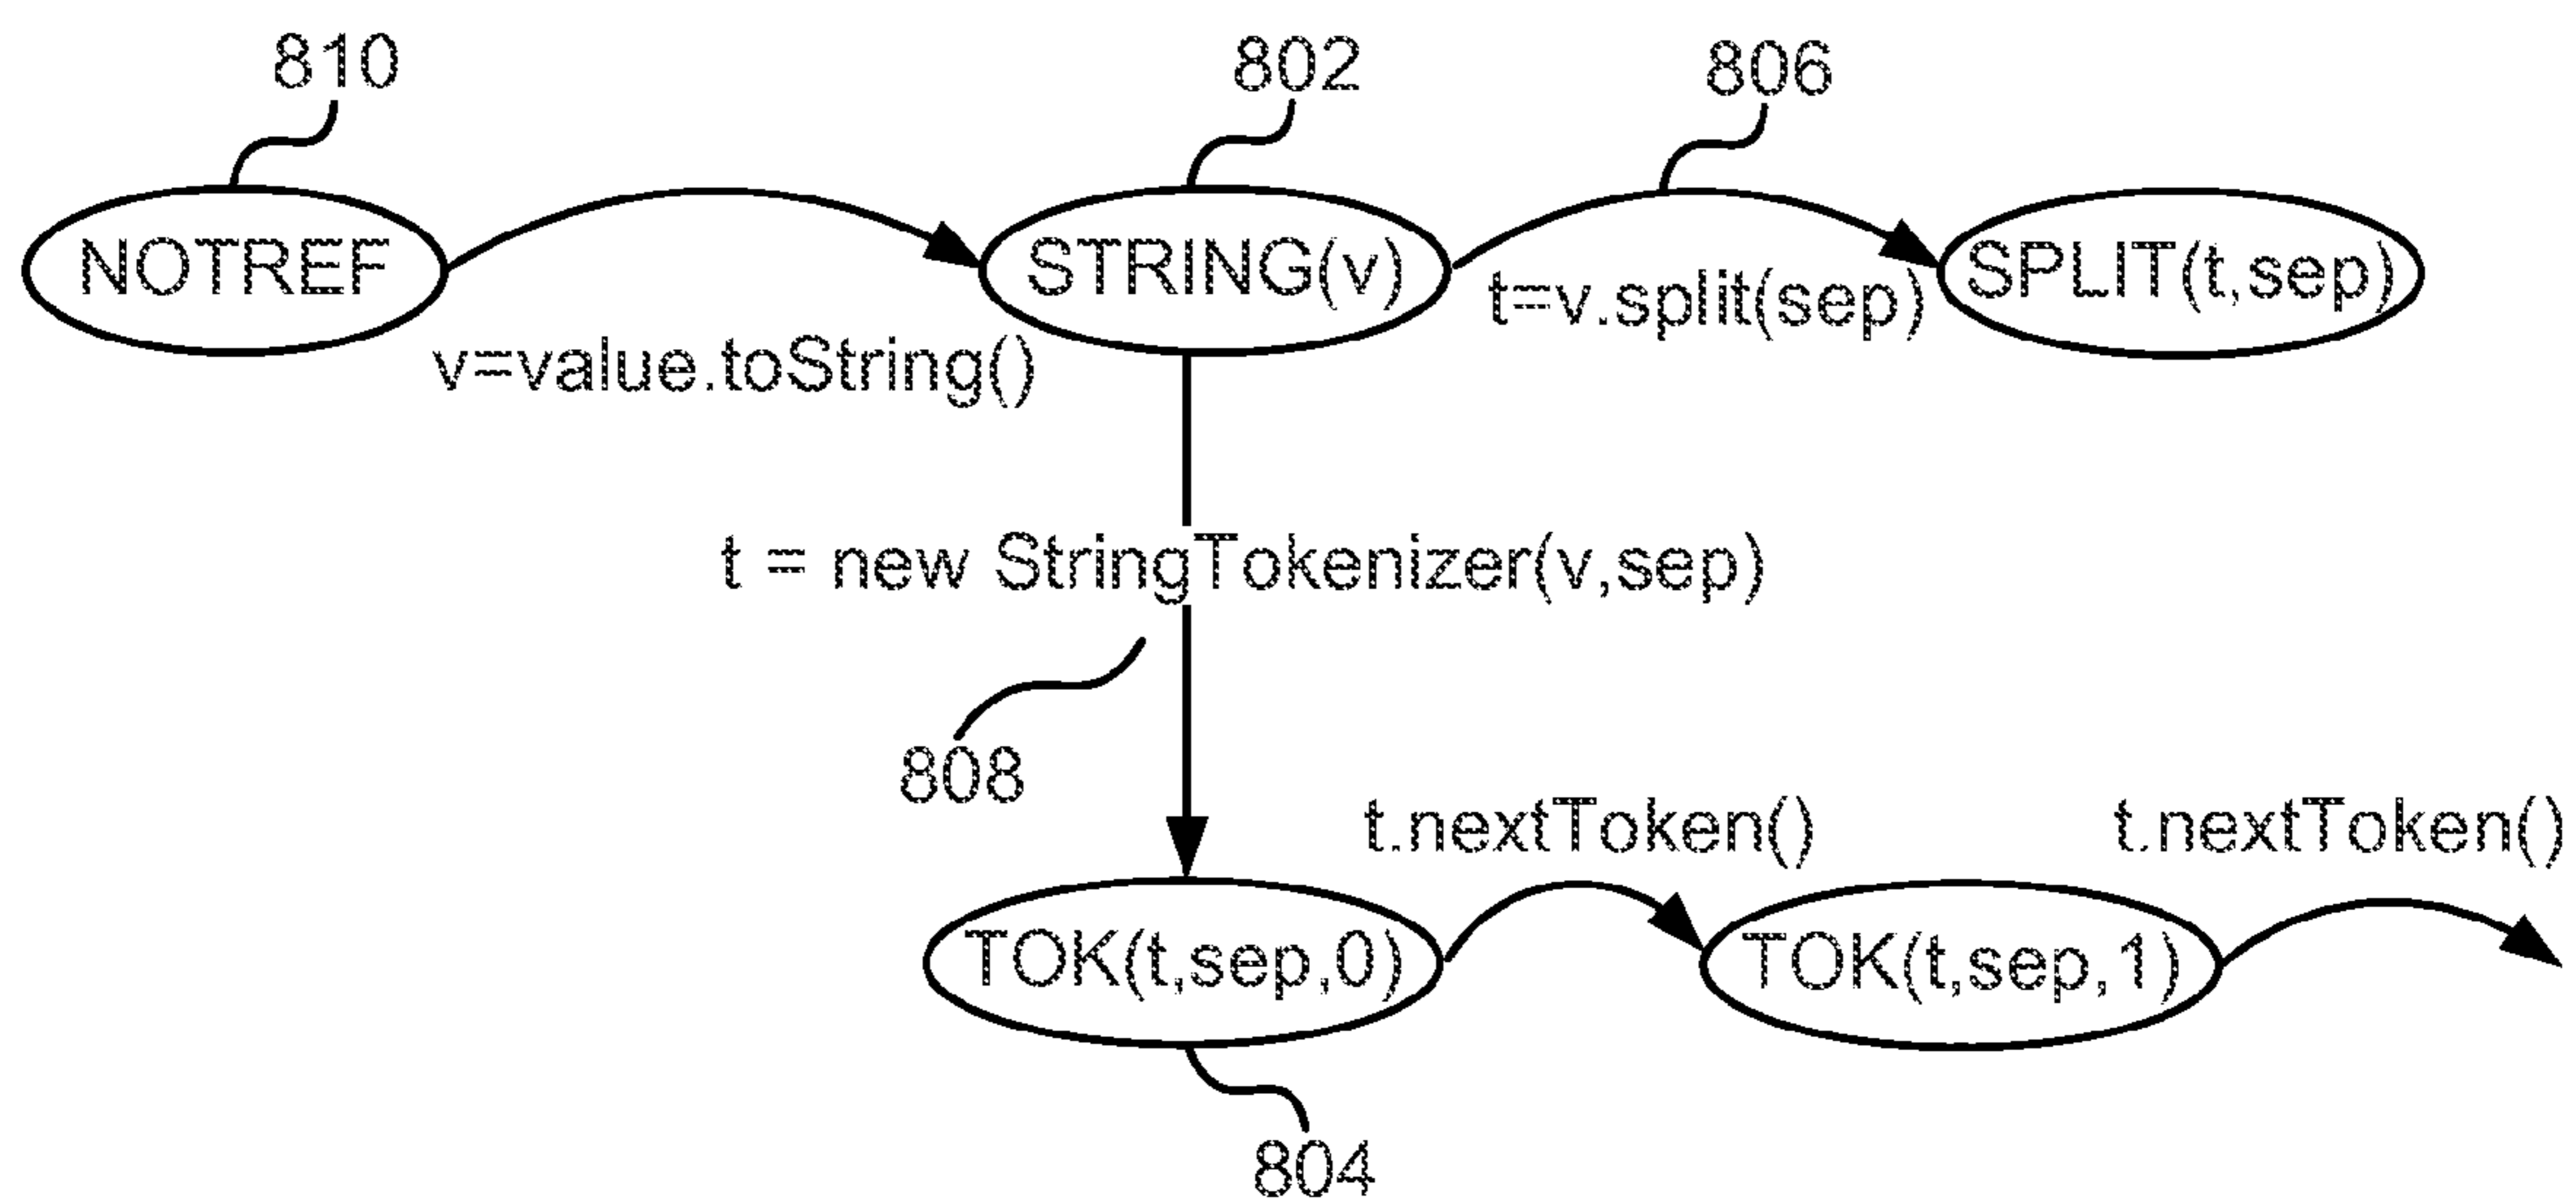 810
802
806
NOTREF
STRING(v)
SPLIT(t,sep)
v=value.toString()
t=v.split(sep)
t = new StringTokenizer(v,sep)
808
t.nextToken()
t.nextToken()
TOK(t,sep,0)
TOK(t,sep,1)
804